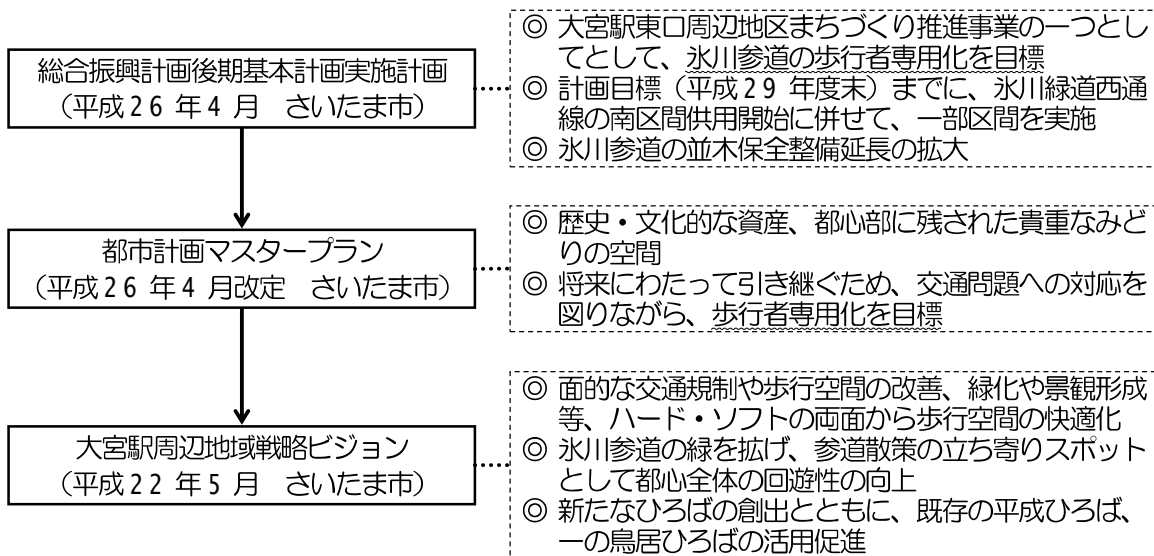 総合振興計画後期基本計画実施計画
（平成26 年4 月　さいたま市）
◎ 大宮駅東口周辺地区まちづくり推進事業の一つとし
てとして、氷川参道の歩行者専用化を目標
◎ 計画目標（平成29 年度末）までに、氷川緑道西通
線の南区間供用開始に併せて、一部区間を実施
◎ 氷川参道の並木保全整備延長の拡大
都市計画マスタープラン
（平成26 年4 月改定　さいたま市）
◎ 歴史・文化的な資産、都心部に残された貴重なみど
りの空間
◎ 将来にわたって引き継ぐため、交通問題への対応を
図りながら、歩行者専用化を目標
大宮駅周辺地域戦略ビジョン
（平成22 年5 月　さいたま市）
◎ 面的な交通規制や歩行空間の改善、緑化や景観形成
等、ハード・ソフトの両面から歩行空間の快適化
◎ 氷川参道の緑を拡げ、参道散策の立ち寄りスポット
として都心全体の回遊性の向上
◎ 新たなひろばの創出とともに、既存の平成ひろば、
一の鳥居ひろばの活用促進